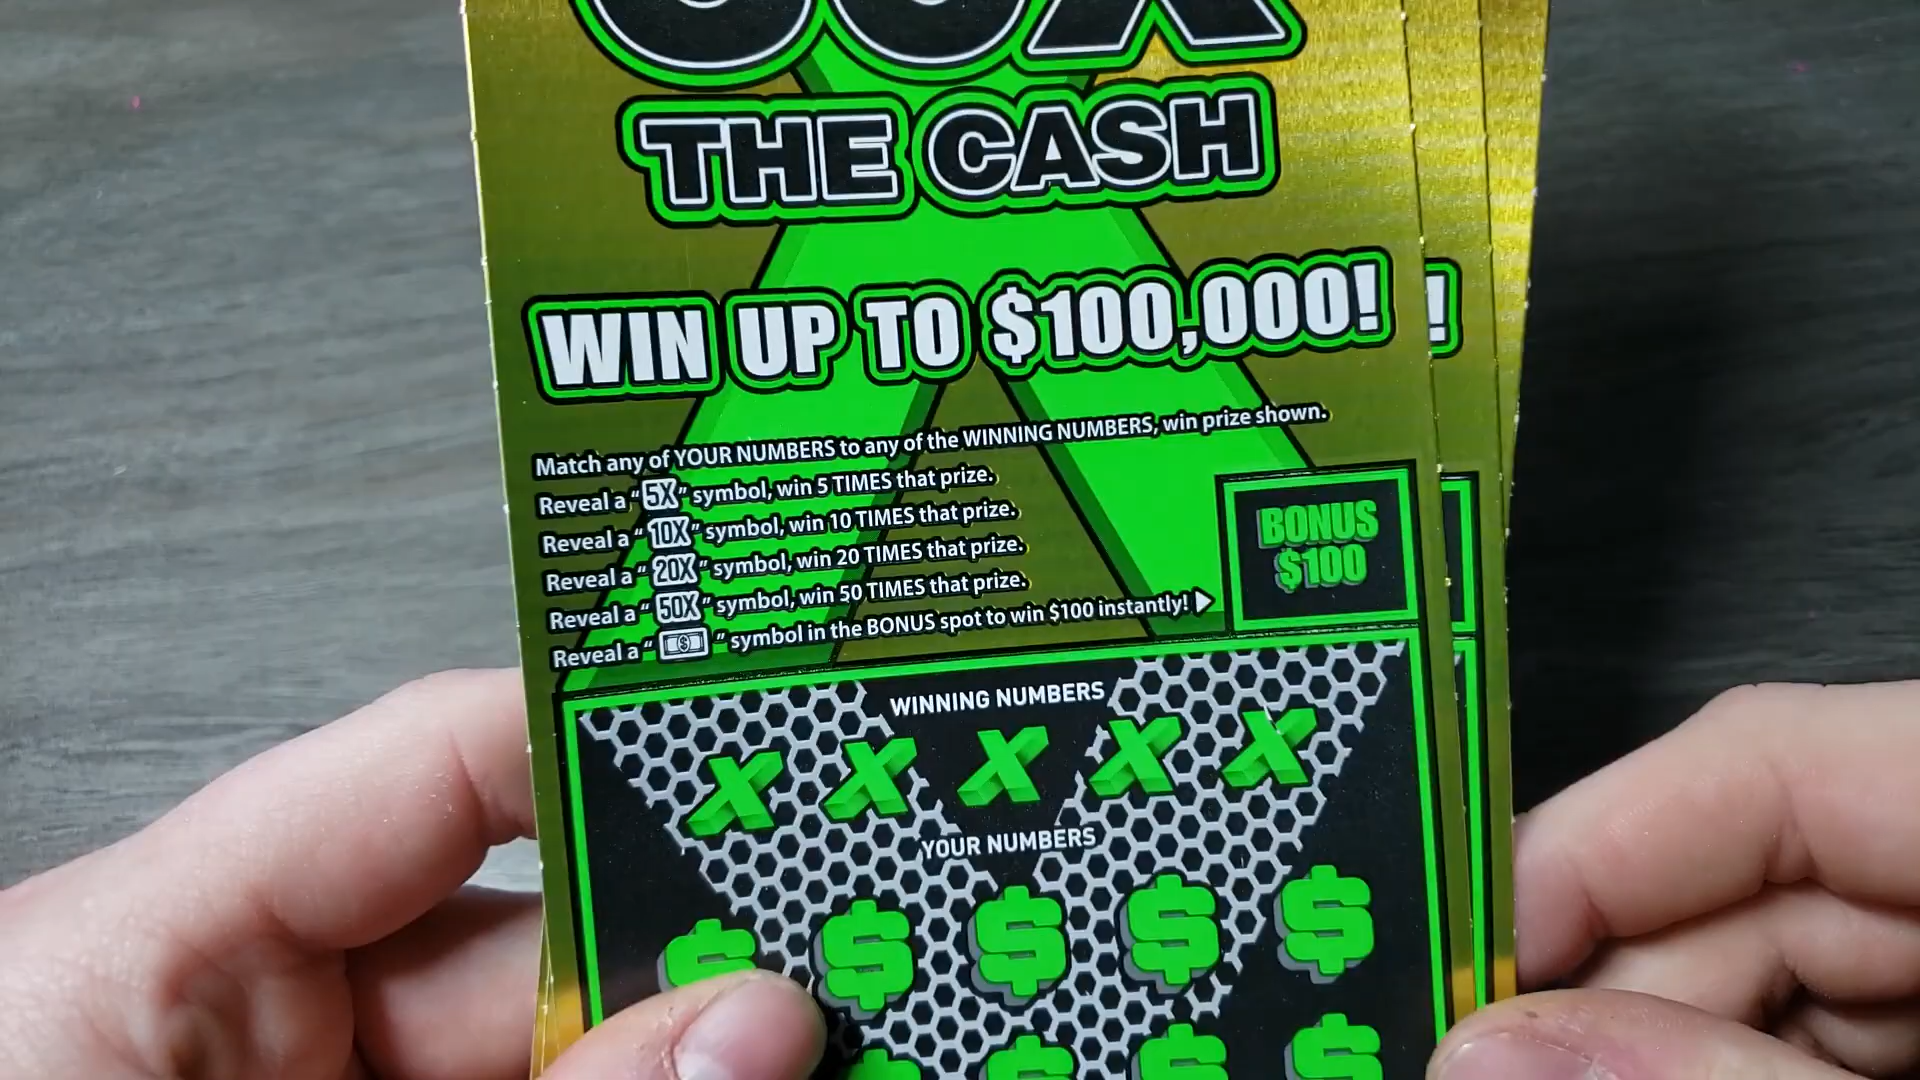 THE CASH
WIN UP TO $100,000!
!
Match any of YOUR NUMBERS to any of the WINNING NUMBERS, win prize shown.
Reveal a "5X" symbol, win 5 TIMES that prize.
Reveal a "10X" symbol, win 10 TIMES that prize.
Reveal a "20X" symbol, win 20 TIMES that prize.
Reveal a "50X" symbol, win 50 TIMES that prize.
Reveal a "$" symbol in the BONUS spot to win $100 instantly!
BONUS
$100
WINNING NUMBERS
X X X X X
YOUR NUMBERS
$ $ $ $ $
$ $ $ $